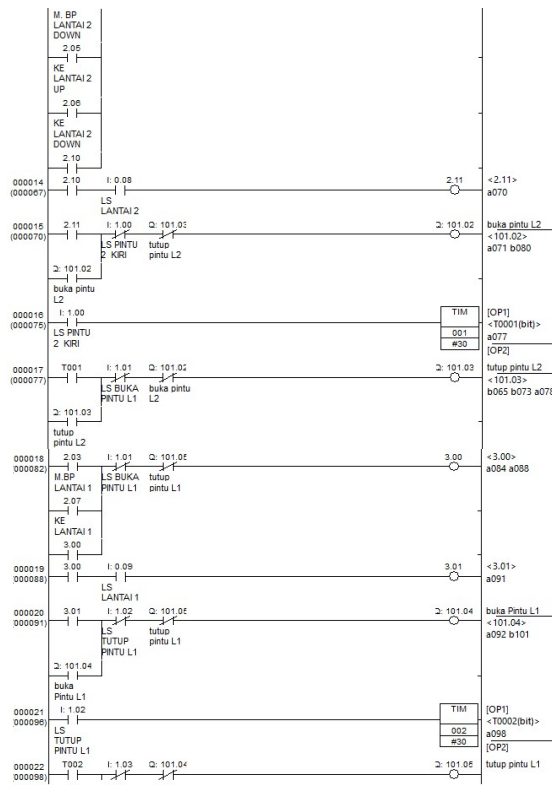 M. BP
LANTAI 2
DOWN
2.05
KE
LANTAI 2
UP
2.06
KE
LANTAI 2
DOWN
2.10
000014
(000067)
2.10
I: 0.08
LS
LANTAI 2
2.11
<2.11>
a070
000015
(000070)
2.11
I: 1.00
Q: 101.03
LS PINTU
2 KIRI
tutup
pintu L2
Q: 101.02
buka pintu L2
<101.02>
a071 b080
Q: 101.02
buka pintu
L2
000016
(000075)
I: 1.00
LS PINTU
2 KIRI
TIM
001
#30
[OP1]
<T0001(bit)>
a077
[OP2]
000017
(000077)
T001
I: 1.01
Q: 101.02
LS BUKA
PINTU L1
buka pintu
L2
Q: 101.03
tutup pintu L2
<101.03>
b065 b073 a078
Q: 101.03
tutup
pintu L2
000018
(000082)
2.03
I: 1.01
Q: 101.05
M.BP
LANTAI 1
LS BUKA
PINTU L1
tutup
pintu L1
3.00
<3.00>
a084 a088
2.07
KE
LANTAI 1
3.00
000019
(000088)
3.00
I: 0.09
LS
LANTAI 1
3.01
<3.01>
a091
000020
(000091)
3.01
I: 1.02
Q: 101.05
LS
TUTUP
PINTU L1
tutup
pintu L1
Q: 101.04
buka Pintu L1
<101.04>
a092 b101
Q: 101.04
buka
Pintu L1
000021
(000096)
I: 1.02
LS
TUTUP
PINTU L1
TIM
002
#30
[OP1]
<T0002(bit)>
a098
[OP2]
000022
(000098)
T002
I: 1.03
Q: 101.04
Q: 101.05
tutup pintu L1